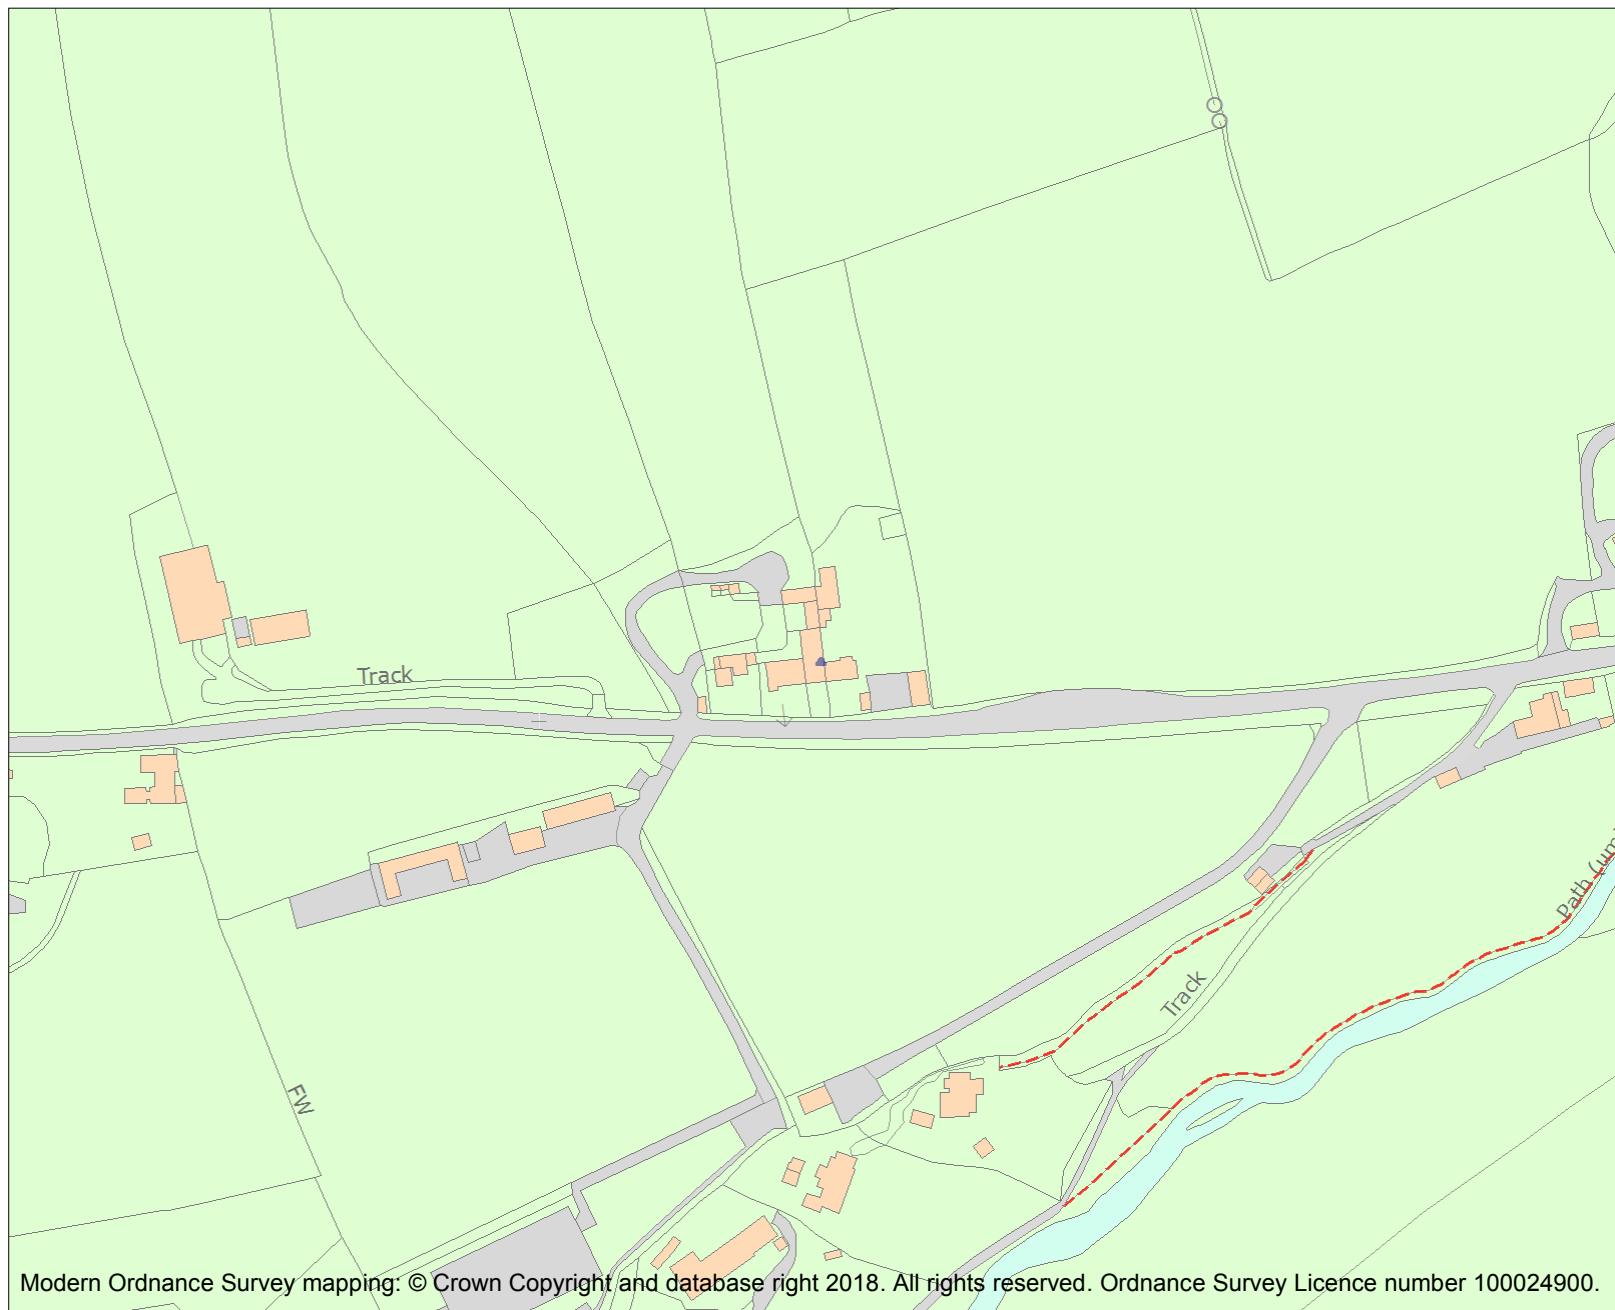 Track
Path (um
Track
FW
Modern Ordnance Survey mapping: © Crown Copyright and database right 2018. All rights reserved. Ordnance Survey Licence number 100024900.